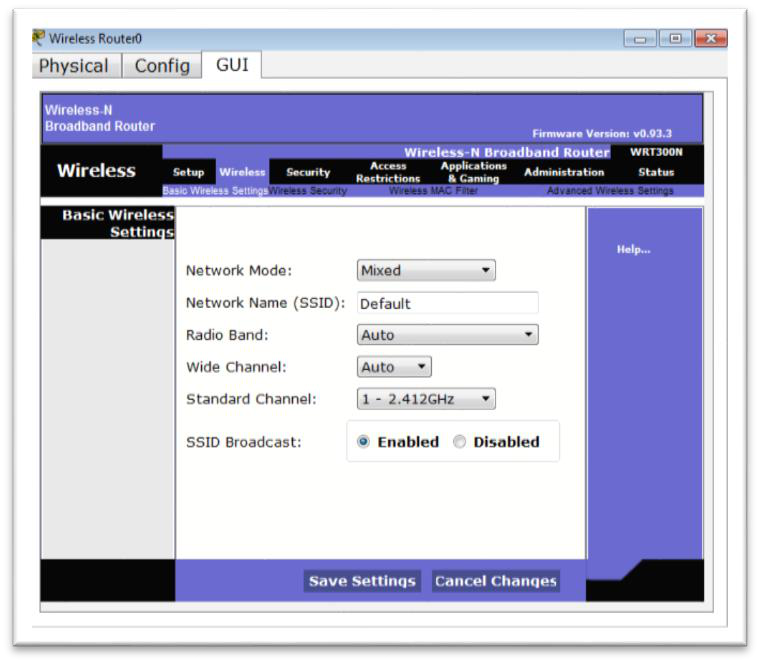 Wireless Router0
Physical Config GUI
Wireless-N
Broadband Router
Firmware Version: v0.93.3
Wireless-N Broadband Router WRT300N
Wireless
Setup Wireless Security Access Restrictions Applications & Gaming Administration Status
Basic Wireless Settings Wireless Security Wireless MAC Filter Advanced Wireless Settings
Basic Wireless
Settings
Help...
Network Mode: Mixed
Network Name (SSID): Default
Radio Band: Auto
Wide Channel: Auto
Standard Channel: 1 - 2.412GHz
SSID Broadcast: Enabled Disabled
Save Settings Cancel Changes